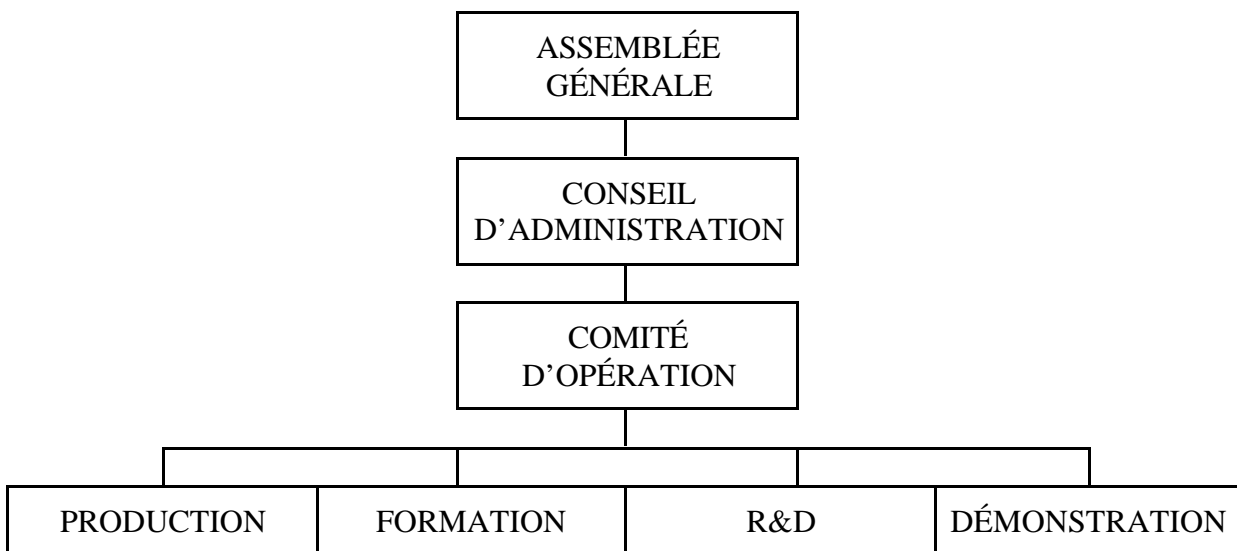 ASSEMBLÉE
GÉNÉRALE
CONSEIL
D’ADMINISTRATION
COMITÉ
D’OPÉRATION
PRODUCTION
FORMATION
R&D
DÉMONSTRATION